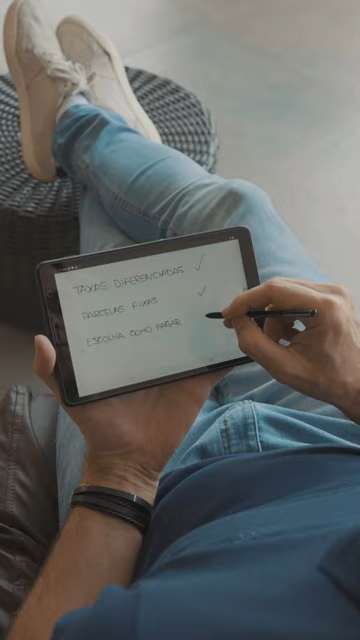 TAXAS DIFERENCIADAS ✓
PARCELAS FIXAS ✓
ESCOLHA COMO PAGAR